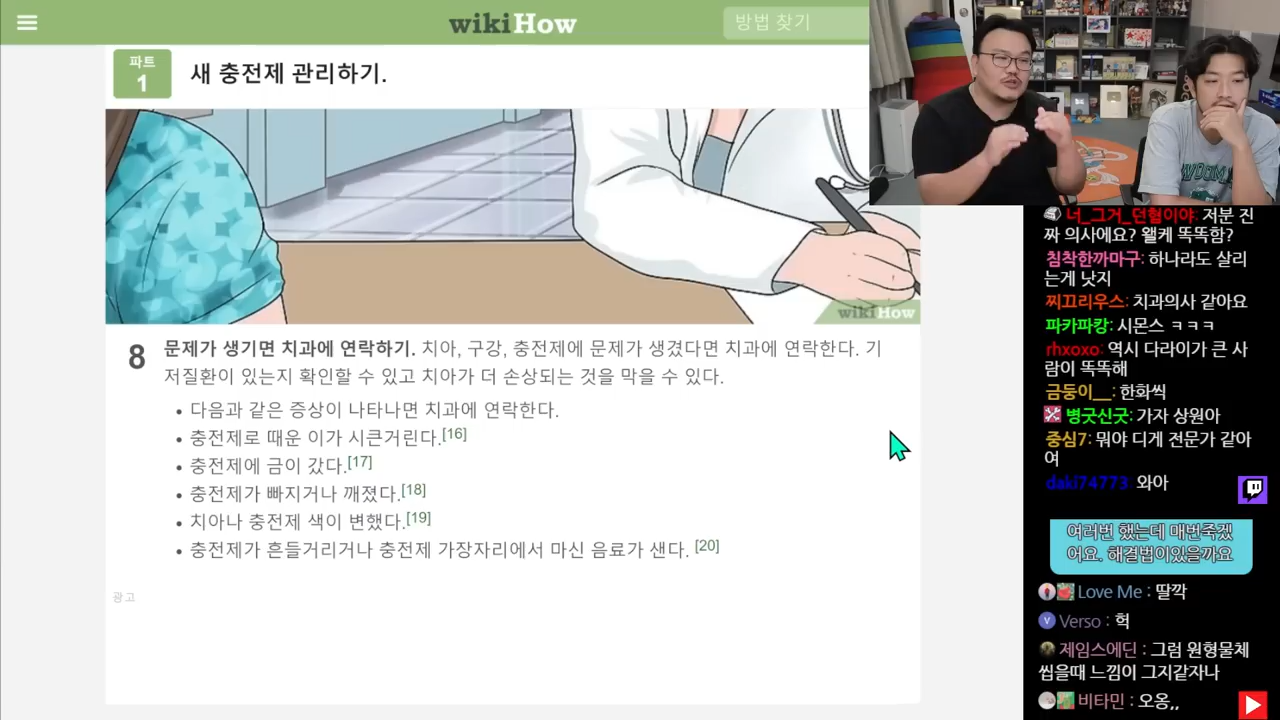 wikiHow
방법 찾기
파트
1
새 충전제 관리하기.
wikiHow
8
문제가 생기면 치과에 연락하기. 치아, 구강, 충전제에 문제가 생겼다면 치과에 연락한다. 기
저질환이 있는지 확인할 수 있고 치아가 더 손상되는 것을 막을 수 있다.
• 다음과 같은 증상이 나타나면 치과에 연락한다.
• 충전제로 때운 이가 시큰거린다.[16]
• 충전제에 금이 갔다.[17]
• 충전제가 빠지거나 깨졌다.[18]
• 치아나 충전제 색이 변했다.[19]
• 충전제가 흔들거리거나 충전제 가장자리에서 마신 음료가 샌다. [20]
광고
너_그거_던혐이야: 저분 진
짜 의사에요? 왤케 똑똑함?
침착한까마구: 하나라도 살리
는게 낫지
찌끄리우스: 치과의사 같아요
파카파캉: 시몬스 ㅋㅋㅋ
rhxoxo: 역시 다라이가 큰 사
람이 똑똑해
금둥이__: 한화씩
병굿신굿: 가자 상원아
중심7: 뭐야 디게 전문가 같아
여
daki74773: 와아
여러번 했는데 매번죽겠
어요. 해결법이있을까요
Love Me : 딸깍
V Verso : 헉
제임스에딘 : 그럼 원형물체
씹을때 느낌이 그지같자나
비타민 : 오옹,,